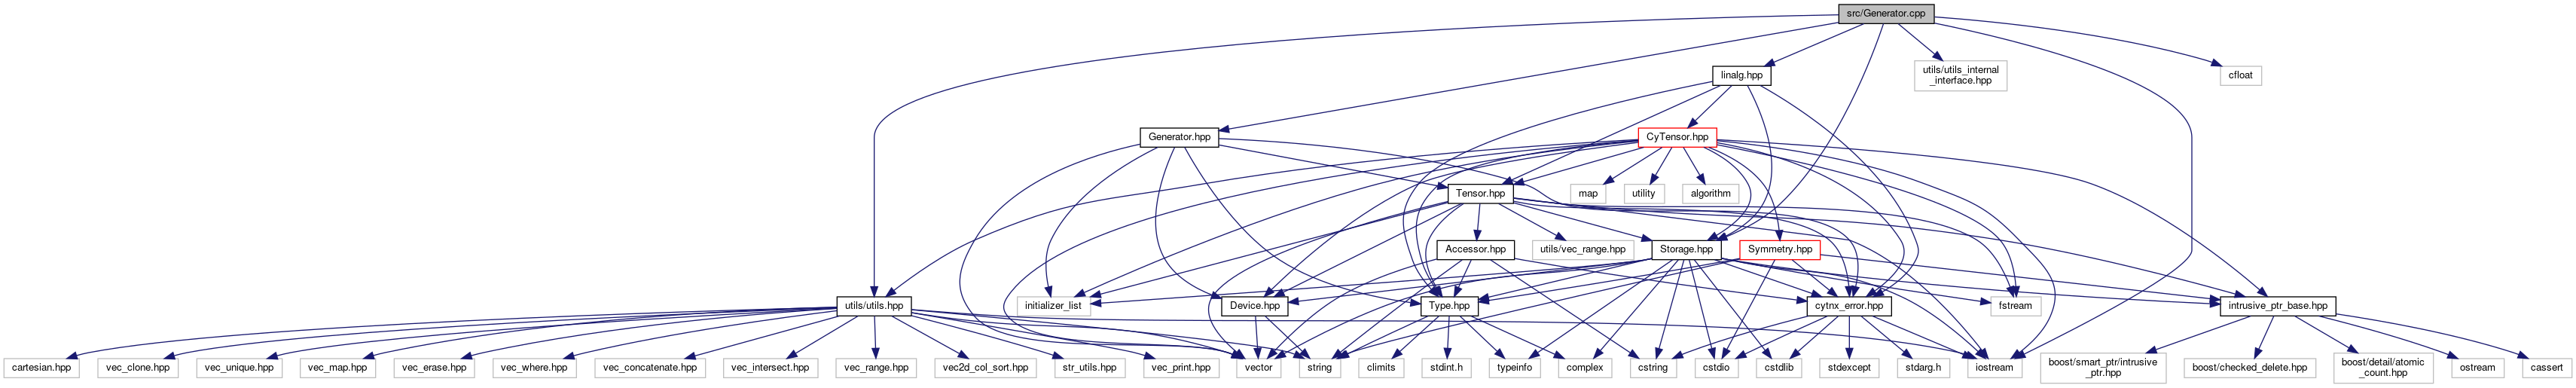 src/Generator.cpp
linalg.hpp
utils/utils_internal
_interface.hpp
cfloat
Generator.hpp
CyTensor.hpp
Tensor.hpp
map
utility
algorithm
Accessor.hpp
utils/vec_range.hpp
Storage.hpp
Symmetry.hpp
utils/utils.hpp
initializer_list
Device.hpp
Type.hpp
cytnx_error.hpp
fstream
intrusive_ptr_base.hpp
cartesian.hpp
vec_clone.hpp
vec_unique.hpp
vec_map.hpp
vec_erase.hpp
vec_where.hpp
vec_concatenate.hpp
vec_intersect.hpp
vec_range.hpp
vec2d_col_sort.hpp
str_utils.hpp
vec_print.hpp
vector
string
climits
stdint.h
typeinfo
complex
cstring
cstdio
cstdlib
stdexcept
stdarg.h
iostream
boost/smart_ptr/intrusive
_ptr.hpp
boost/checked_delete.hpp
boost/detail/atomic
_count.hpp
ostream
cassert